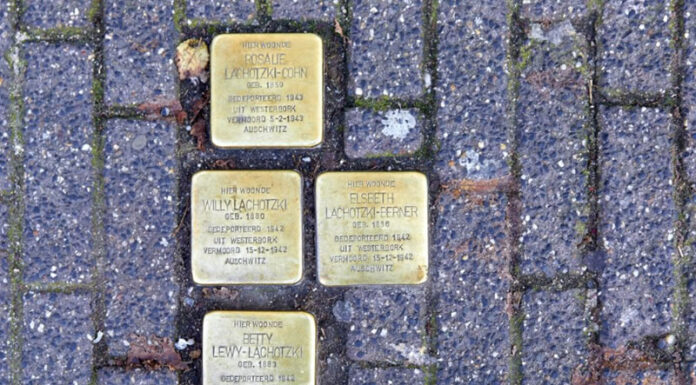 HIER WOONDE
ROSALIE
LACHOTZKI-COHN
GEB. 1859
GEDEPORTEERD 1943
UIT WESTERBORK
VERMOORD 5-2-1943
AUSCHWITZ
HIER WOONDE
WILLY LACHOTZKI
GEB. 1880
GEDEPORTEERD 1942
UIT WESTERBORK
VERMOORD 15-12-1942
AUSCHWITZ
HIER WOONDE
ELSBETH
LACHOTZKI-BERNER
GEB. 1896
GEDEPORTEERD 1942
UIT WESTERBORK
VERMOORD 15-12-1942
AUSCHWITZ
HIER WOONDE
BETTY
LEWY-LACHOTZKI
GEB. 1883
GEDEPORTEERD 1942